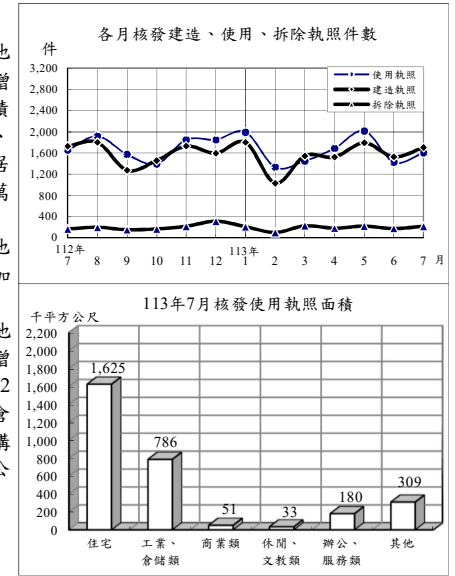 也
增
積
、
居
萬
也
加
也
增
2
倉
構
公
各月核發建造、使用、拆除執照件數
件
3,200
2,800
2,400
2,000
1,600
1,200
800
400
0
使用執照
建造執照
拆除執照
112年 113年
7 8 9 10 11 12 1 2 3 4 5 6 7 月
113年7月核發使用執照面積
千平方公尺
2,200
2,000
1,800
1,600
1,400
1,200
1,000
800
600
400
200
0
1,625
786
51
33
180
309
住宅 工業、 商業類 休閒、 辦公、 其他
倉儲類 文教類 服務類